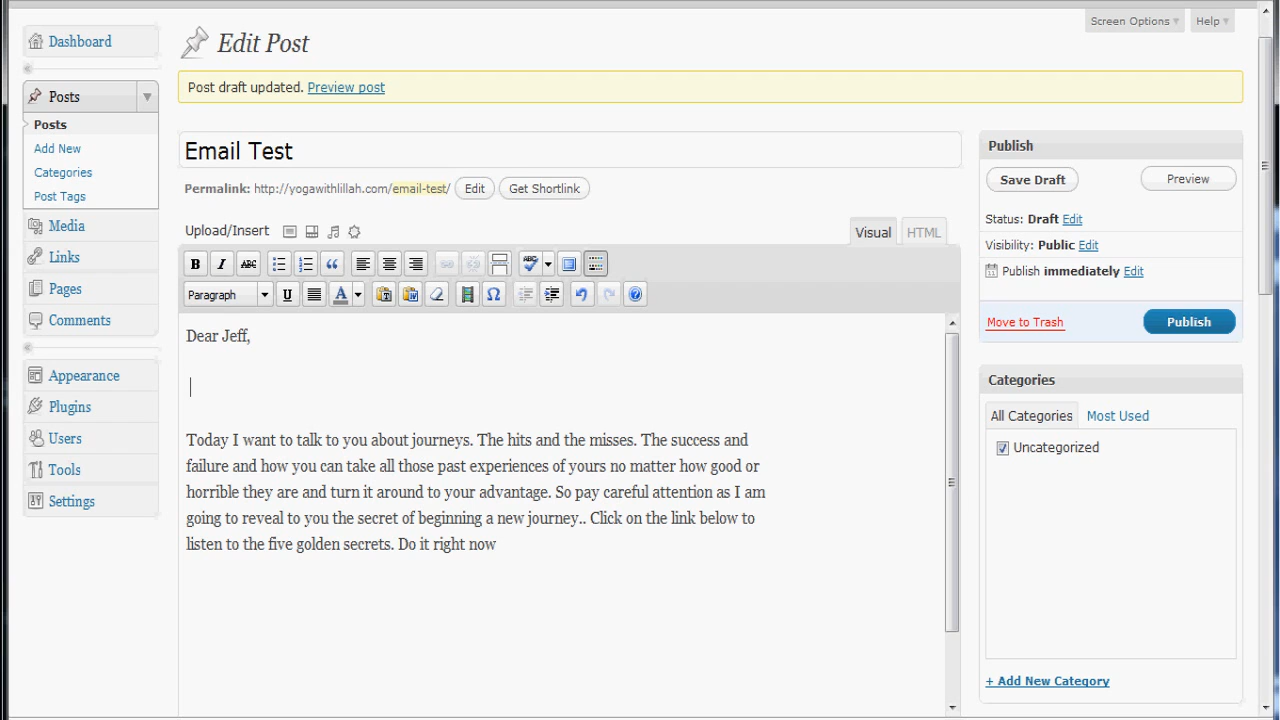 Screen Options
Help
Dashboard
Edit Post
Post draft updated. Preview post
Posts
Posts
Add New
Categories
Post Tags
Media
Links
Pages
Comments
Appearance
Plugins
Users
Tools
Settings
Email Test
Permalink: http://yogawithlillah.com/email-test/ Edit Get Shortlink
Upload/Insert
Visual HTML
B I ABC ABC
Paragraph U A
Dear Jeff,
Today I want to talk to you about journeys. The hits and the misses. The success and
failure and how you can take all those past experiences of yours no matter how good or
horrible they are and turn it around to your advantage. So pay careful attention as I am
going to reveal to you the secret of beginning a new journey.. Click on the link below to
listen to the five golden secrets. Do it right now
Publish
Save Draft Preview
Status: Draft Edit
Visibility: Public Edit
Publish immediately Edit
Move to Trash Publish
Categories
All Categories Most Used
Uncategorized
+ Add New Category